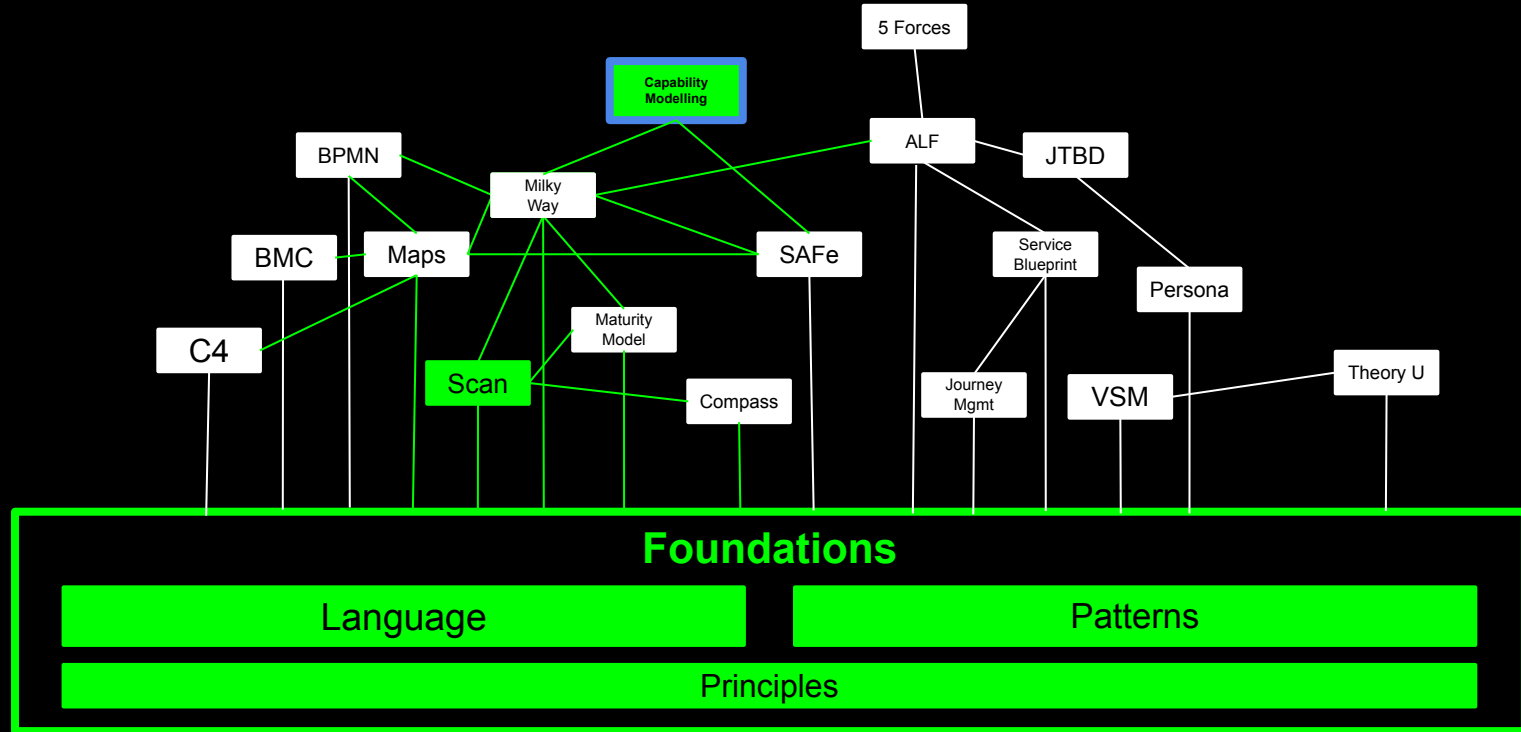 5 Forces
Capability
Modelling
ALF
BPMN
JTBD
Milky
Way
BMC
Maps
SAFe
Service
Blueprint
Persona
C4
Maturity
Model
Scan
Compass
Journey
Mgmt
VSM
Theory U
Foundations
Language
Patterns
Principles